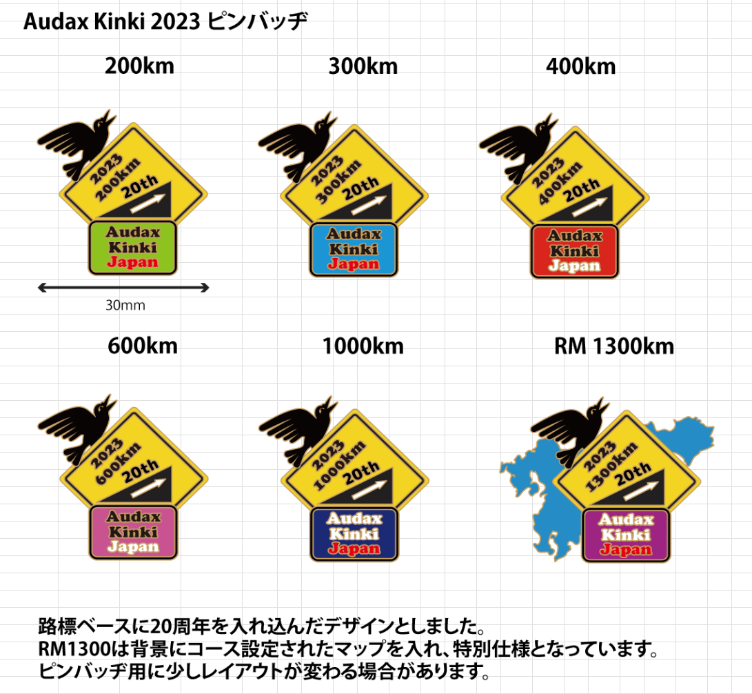 Audax Kinki 2023 ピンバッヂ
200km
300km
400km
2023
200km
20th
Audax
Kinki
Japan
2023
300km
20th
Audax
Kinki
Japan
2023
400km
20th
Audax
Kinki
Japan
30mm
600km
1000km
RM 1300km
2023
600km
20th
Audax
Kinki
Japan
2023
1000km
20th
Audax
Kinki
Japan
2023
1300km
20th
Audax
Kinki
Japan
路標ベースに20周年を入れ込んだデザインとしました。
RM1300は背景にコース設定されたマップを入れ、特別仕様となっています。
ピンバッヂ用に少しレイアウトが変わる場合があります。